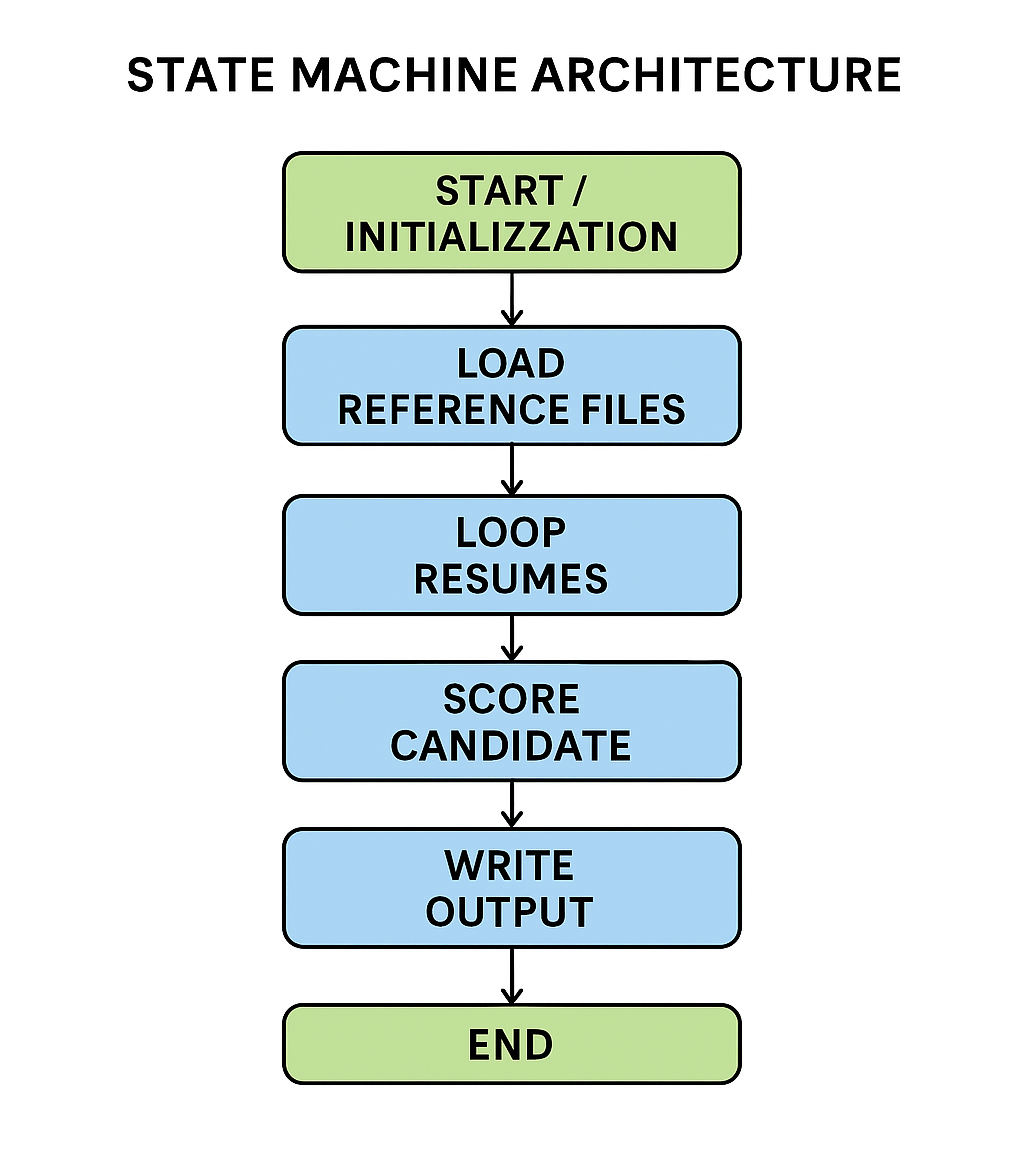 STATE MACHINE ARCHITECTURE
START /
INITIALIZZATION
LOAD
REFERENCE FILES
LOOP
RESUMES
SCORE
CANDIDATE
WRITE
OUTPUT
END